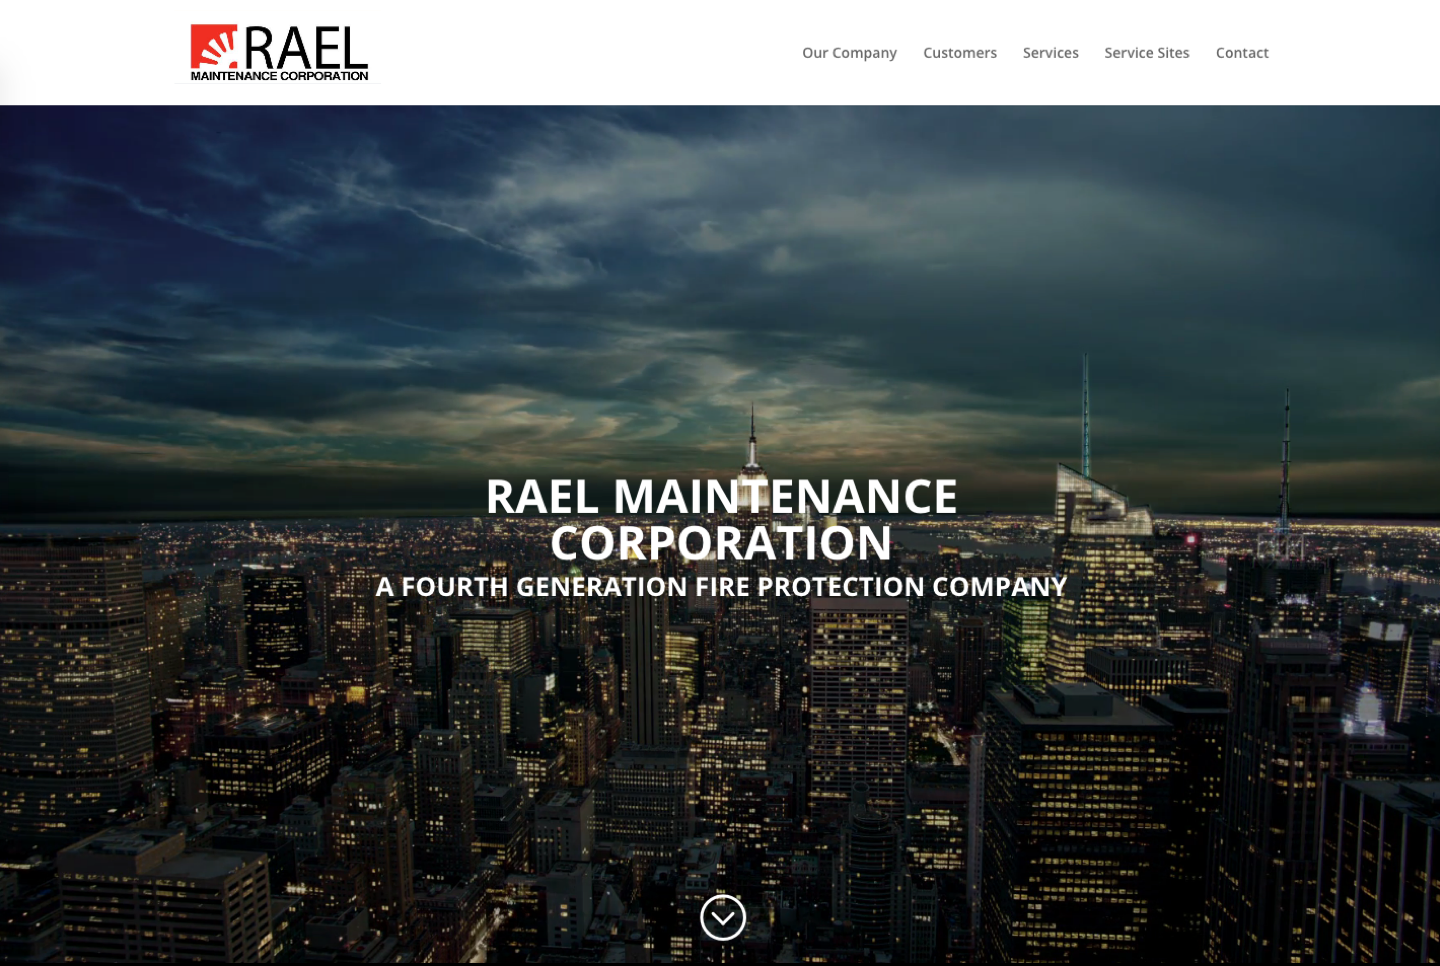 RAEL
MAINTENANCE CORPORATION
Our Company Customers Services Service Sites Contact
RAEL MAINTENANCE
CORPORATION
A FOURTH GENERATION FIRE PROTECTION COMPANY